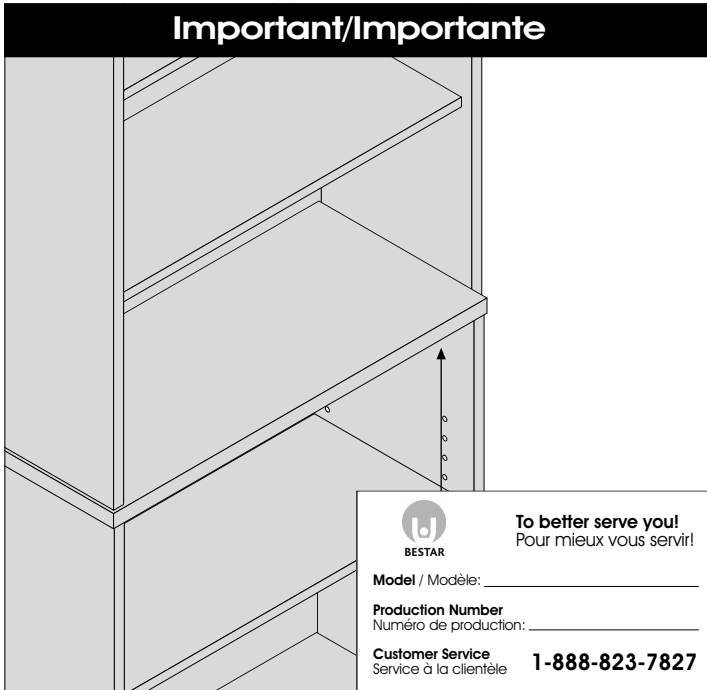 Important/Importante
BESTAR
To better serve you!
Pour mieux vous servir!
Model / Modèle:
Production Number
Numéro de production:
Customer Service
Service à la clientèle
1-888-823-7827